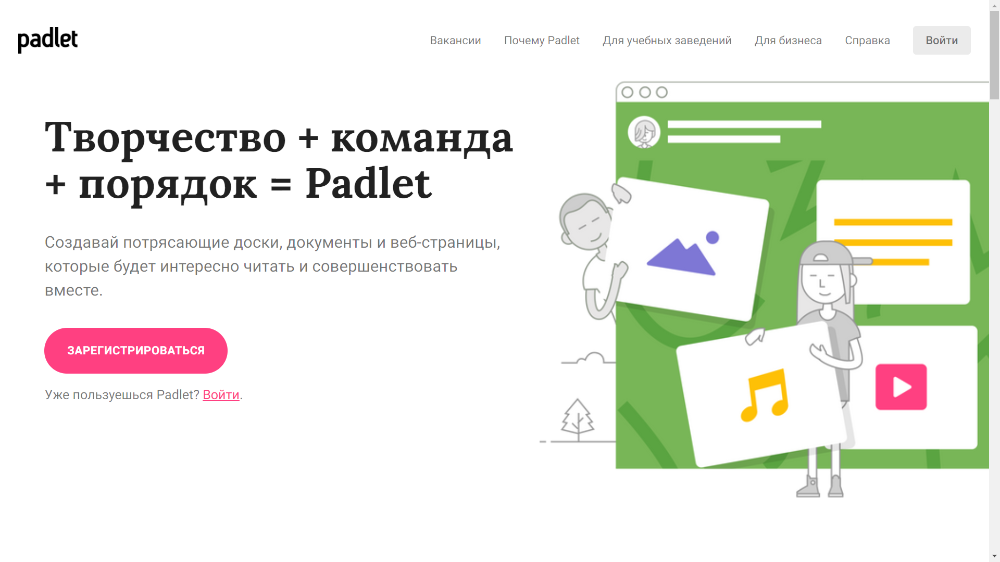 padlet
Вакансии
Почему Padlet
Для учебных заведений
Для бизнеса
Справка
Войти
Творчество + команда
+ порядок = Padlet
Создавай потрясающие доски, документы и веб-страницы,
которые будет интересно читать и совершенствовать
вместе.
ЗАРЕГИСТРИРОВАТЬСЯ
Уже пользуешься Padlet? Войти.